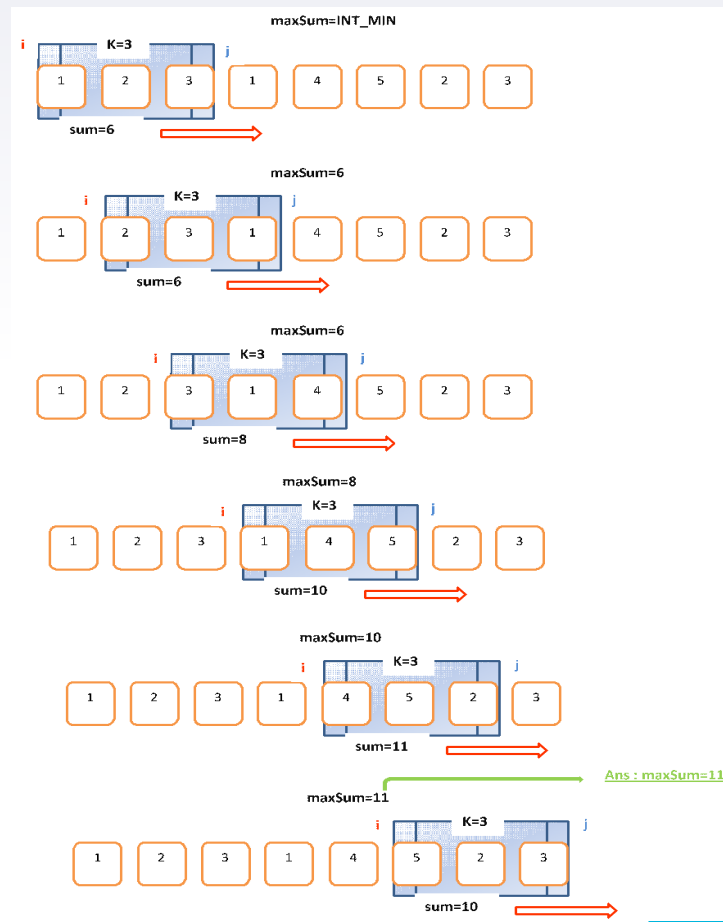 maxSum=INT_MIN
i K=3 j
1 2 3 1 4 5 2 3
sum=6
maxSum=6
i K=3 j
1 2 3 1 4 5 2 3
sum=6
maxSum=6
i K=3 j
1 2 3 1 4 5 2 3
sum=8
maxSum=8
i K=3 j
1 2 3 1 4 5 2 3
sum=10
maxSum=10
i K=3 j
1 2 3 1 4 5 2 3
sum=11
Ans : maxSum=11
maxSum=11
i K=3 j
1 2 3 1 4 5 2 3
sum=10